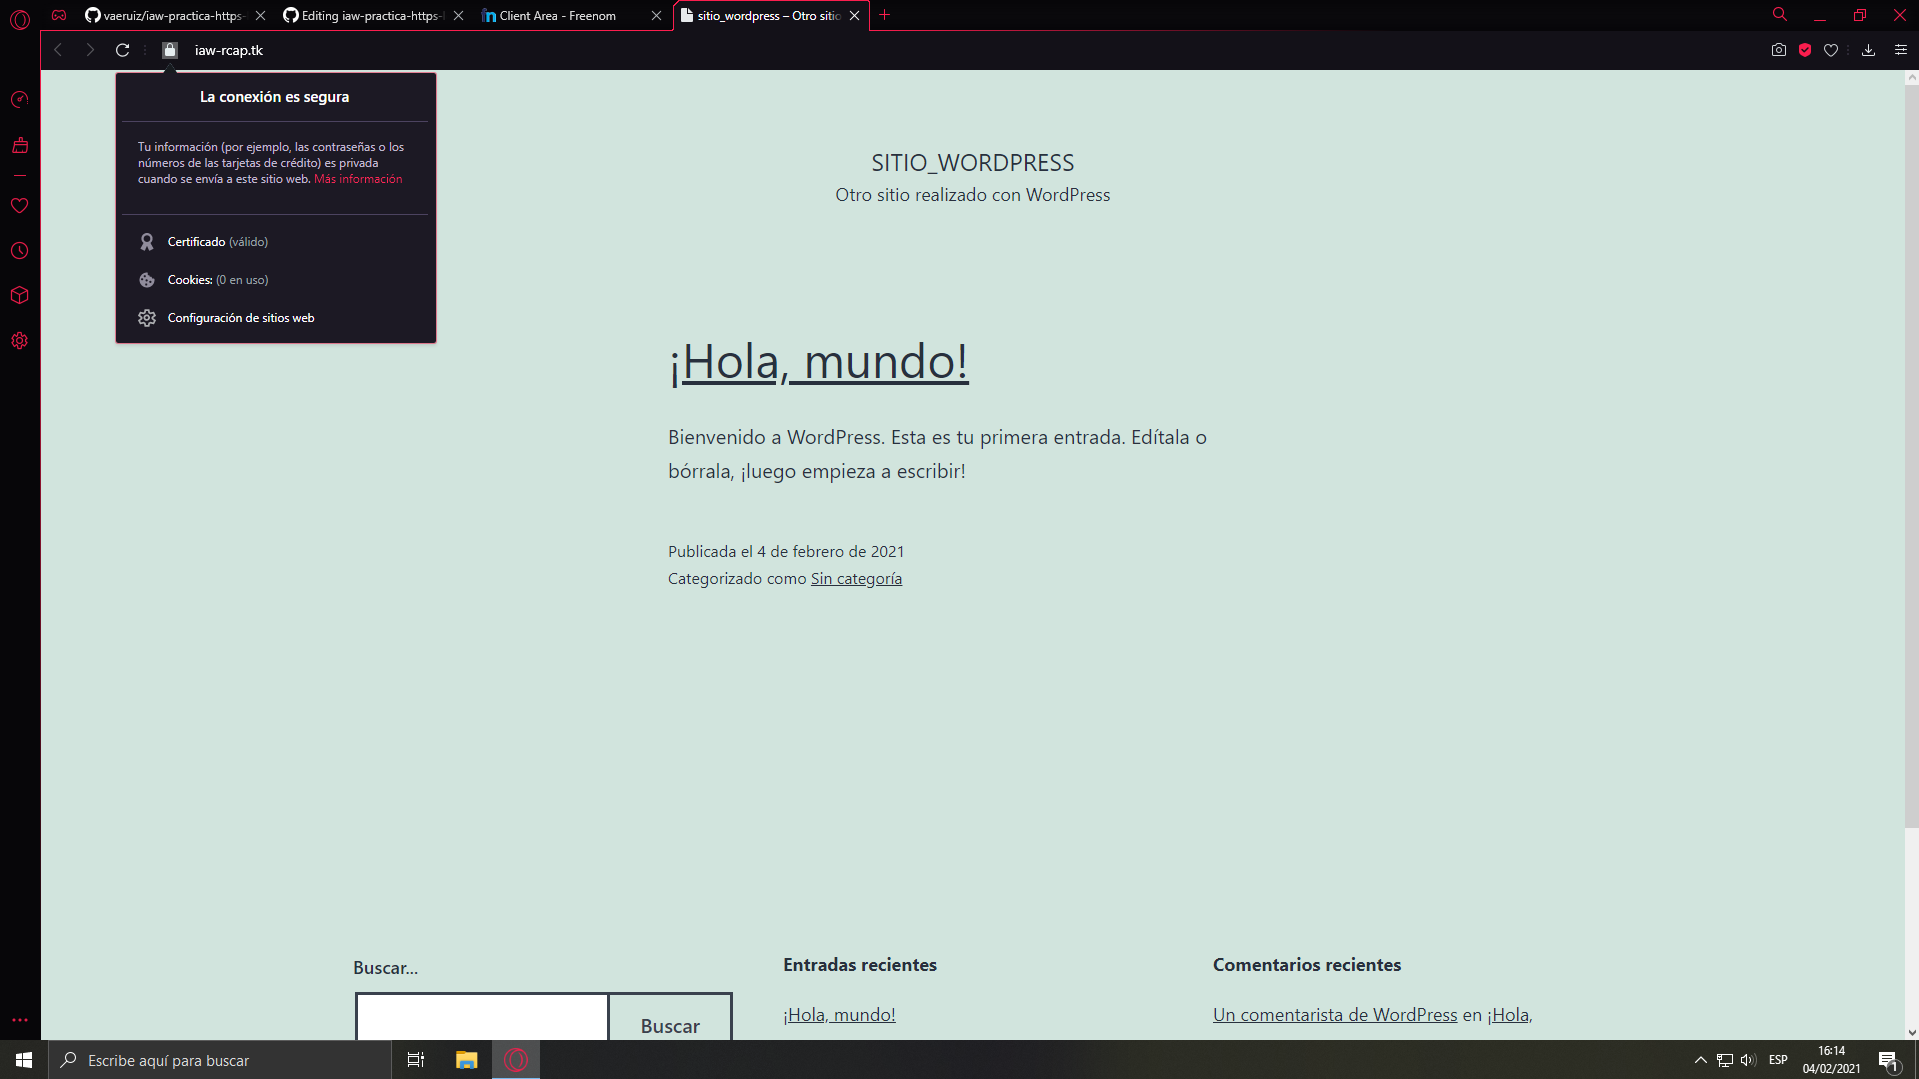 vaeruiz/iaw-practica-https-
Editing iaw-practica-https-
Client Area - Freenom
sitio_wordpress – Otro sitio
iaw-rcap.tk
La conexión es segura
Tu información (por ejemplo, las contraseñas o los
números de las tarjetas de crédito) es privada
cuando se envía a este sitio web. Más información
Certificado (válido)
Cookies: (0 en uso)
Configuración de sitios web
SITIO_WORDPRESS
Otro sitio realizado con WordPress
¡Hola, mundo!
Bienvenido a WordPress. Esta es tu primera entrada. Edítala o
bórrala, ¡luego empieza a escribir!
Publicada el 4 de febrero de 2021
Categorizado como Sin categoría
Buscar...
Buscar
Entradas recientes
¡Hola, mundo!
Comentarios recientes
Un comentarista de WordPress en ¡Hola,
Escribe aquí para buscar
ESP
16:14
04/02/2021
1